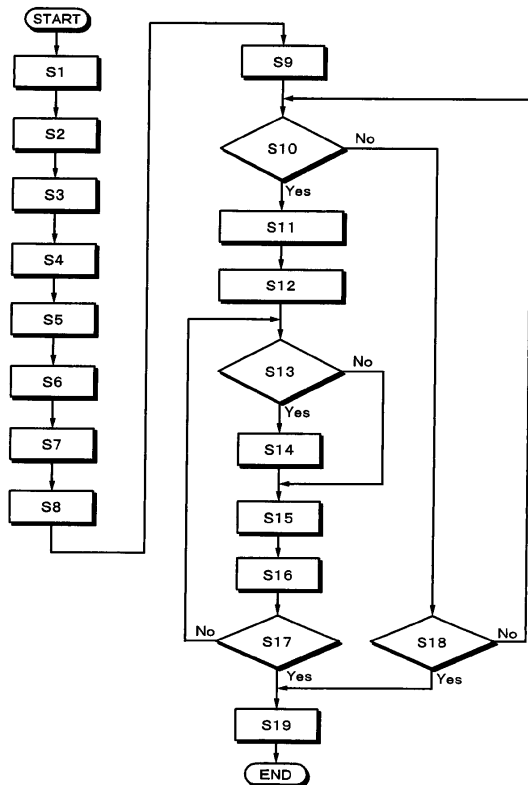 START
S1
S2
S3
S4
S5
S6
S7
S8
S9
S10
No
Yes
S11
S12
S13
No
Yes
S14
S15
S16
S17
No
Yes
S18
No
Yes
S19
END